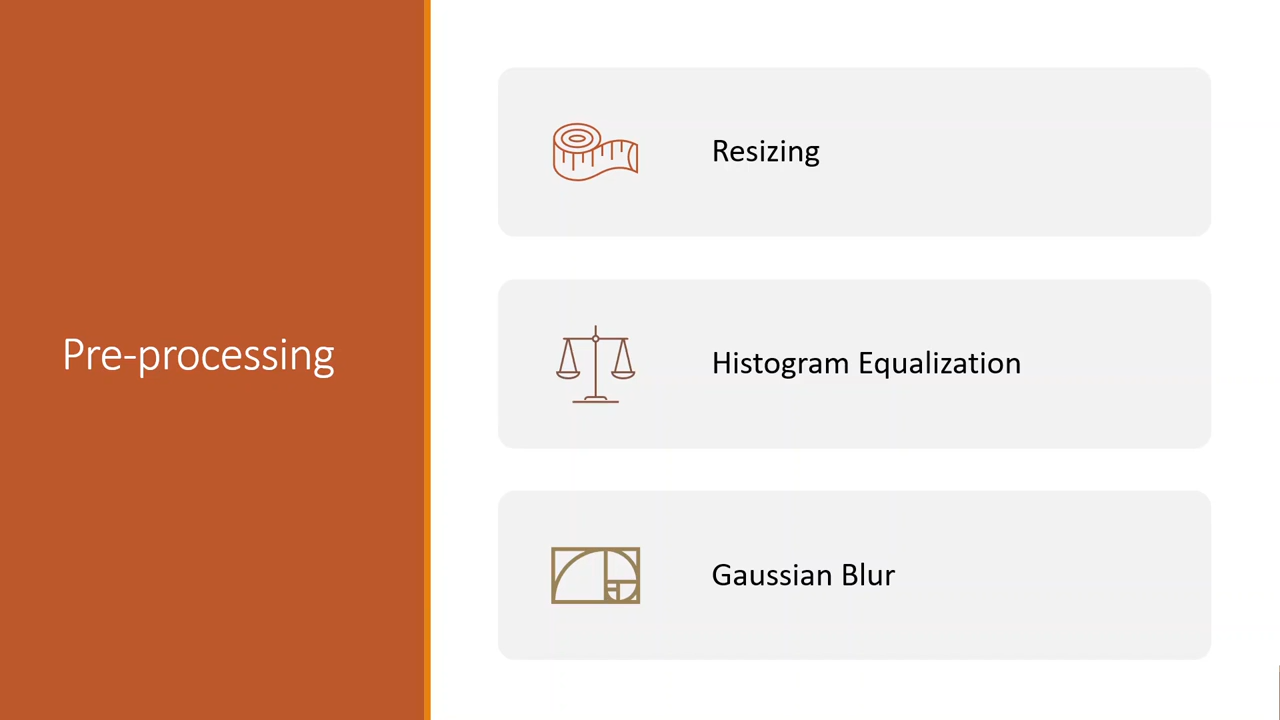 Pre-processing
Resizing
Histogram Equalization
Gaussian Blur